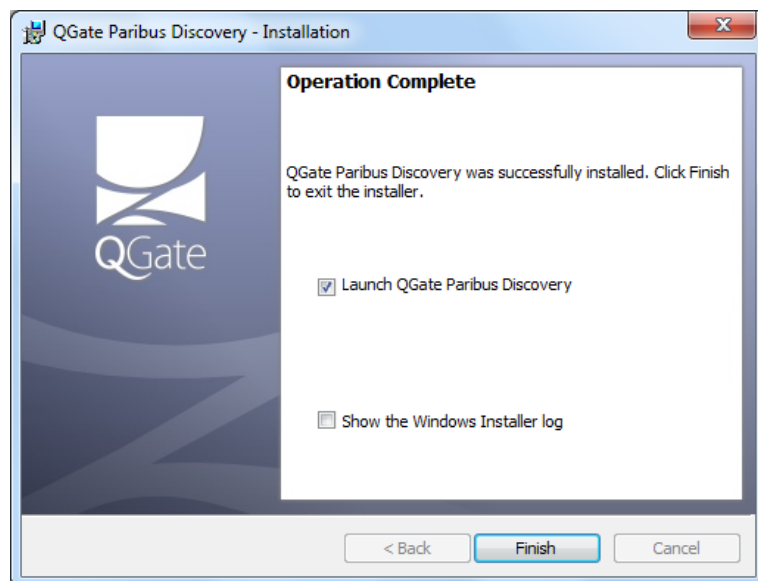 QGate Paribus Discovery - Installation
Operation Complete
QGate Paribus Discovery was successfully installed. Click Finish
to exit the installer.
QGate
Launch QGate Paribus Discovery
Show the Windows Installer log
< Back
Finish
Cancel